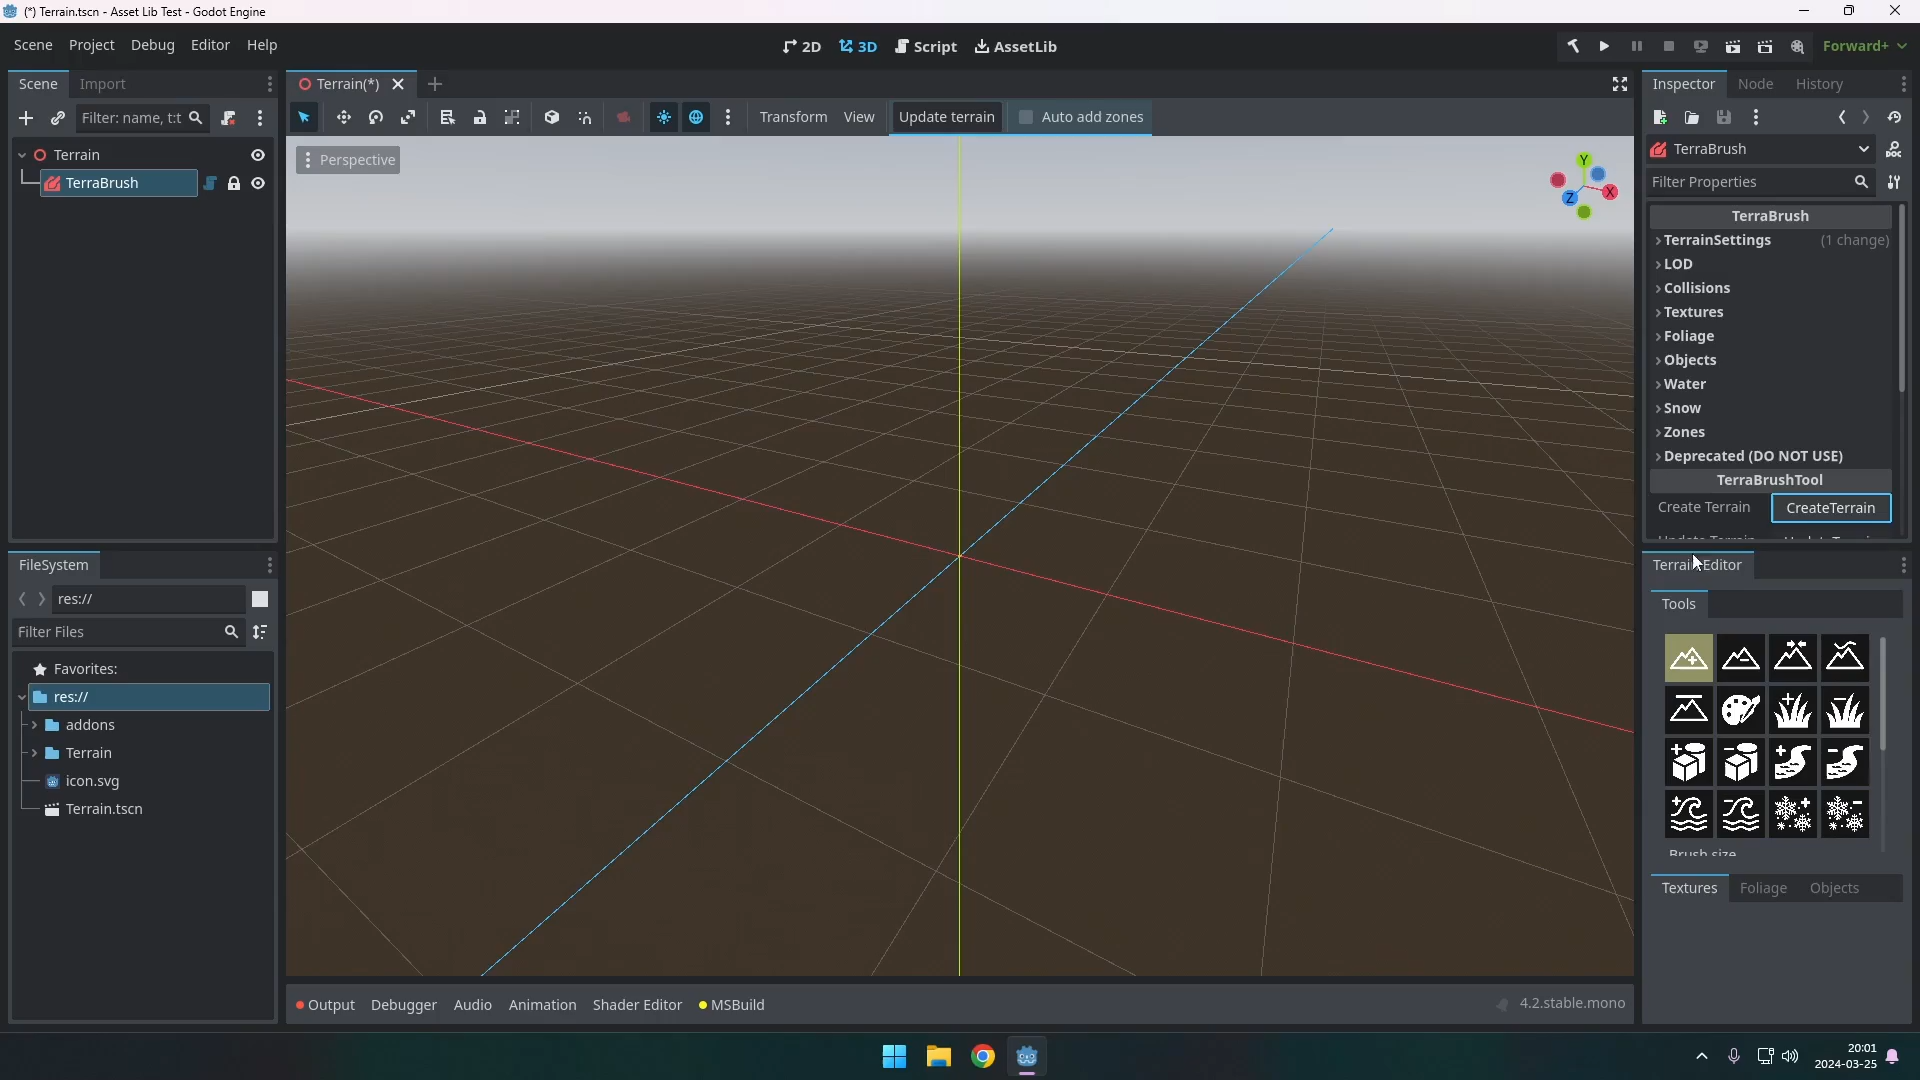 (*) Terrain.tscn - Asset Lib Test - Godot Engine
Scene Project Debug Editor Help
2D 3D Script AssetLib
Forward+
Scene Import
Terrain(*)
Inspector Node History
Filter: name, t:t
Transform View Update terrain Auto add zones
Terrain
TerraBrush
Perspective
Y
X
Z
TerraBrush
DOC
Filter Properties
TerraBrush
TerrainSettings (1 change)
LOD
Collisions
Textures
Foliage
Objects
Water
Snow
Zones
Deprecated (DO NOT USE)
TerraBrushTool
Create Terrain CreateTerrain
FileSystem
res://
Filter Files
Favorites:
res://
addons
Terrain
icon.svg
Terrain.tscn
Terrain Editor
Tools
Brush size
Textures Foliage Objects
Output Debugger Audio Animation Shader Editor MSBuild
4.2.stable.mono
20:01
2024-03-25